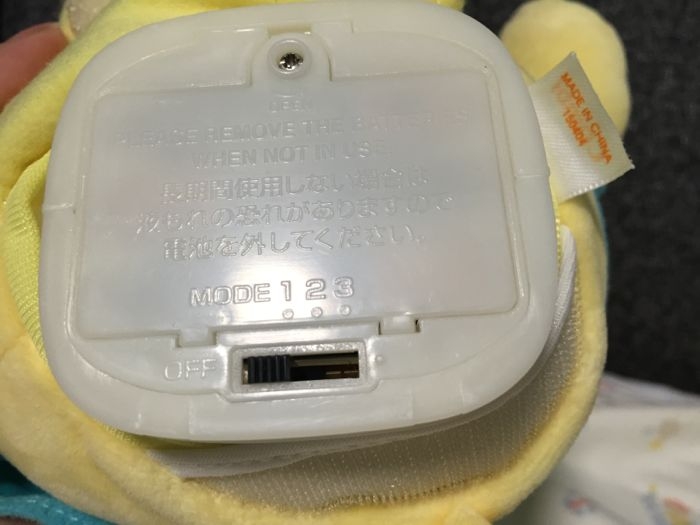 OPEN
PLEASE REMOVE THE BATTERIES
WHEN NOT IN USE.
長期間使用しない場合は
液もれの恐れがありますので
電池を外してください。
MODE 1 2 3
OFF
MADE IN CHINA
150404